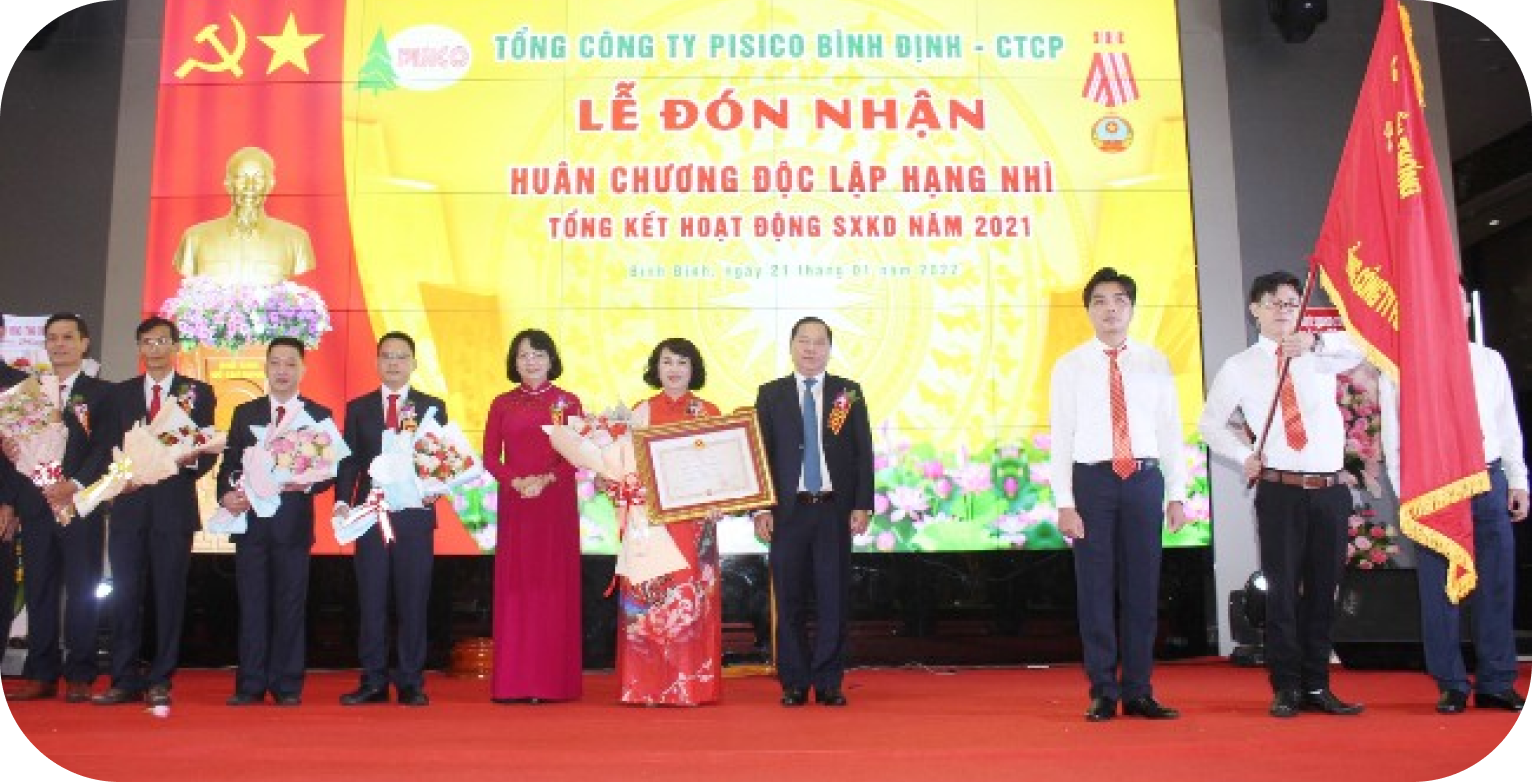 PISICO
TỔNG CÔNG TY PISICO BÌNH ĐỊNH - CTCP
LỄ ĐÓN NHẬN
HUÂN CHƯƠNG ĐỘC LẬP HẠNG NHÌ
TỔNG KẾT HOẠT ĐỘNG SXKD NĂM 2021
Bình Định, ngày 21 tháng 01 năm 2022